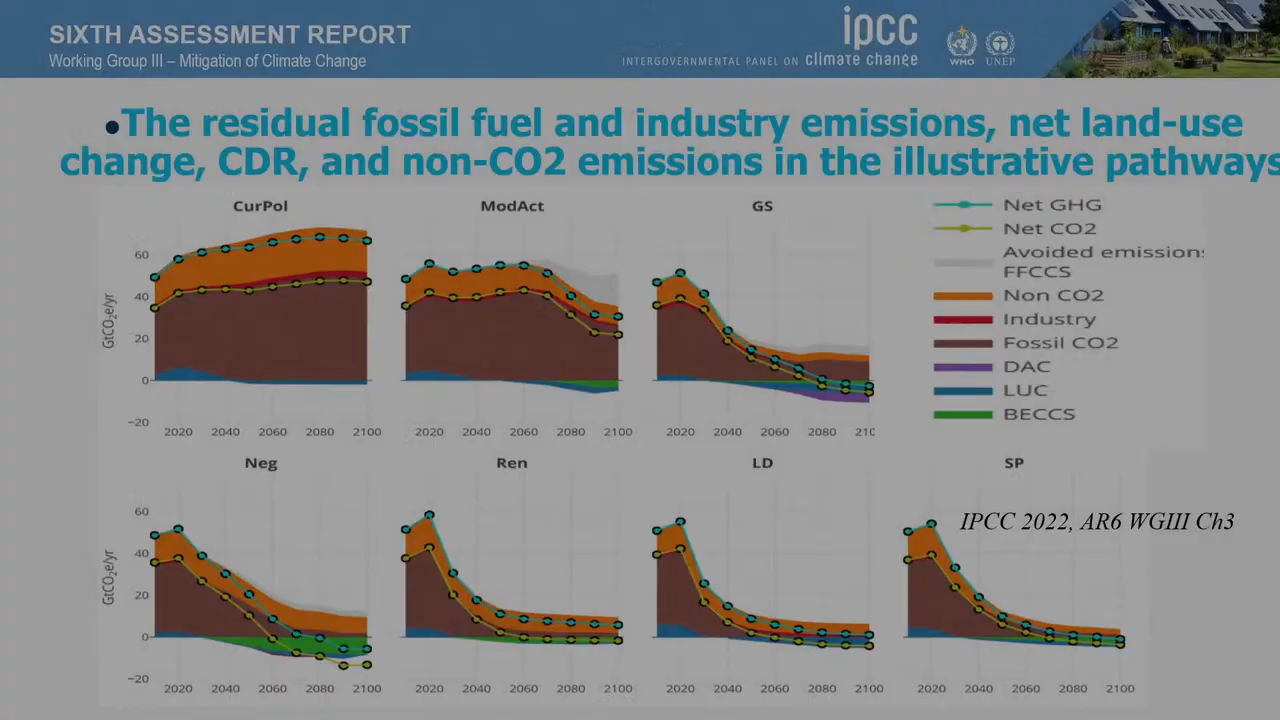 SIXTH ASSESSMENT REPORT
Working Group III – Mitigation of Climate Change
ipcc
INTERGOVERNMENTAL PANEL ON climate change
WMO
UNEP
•The residual fossil fuel and industry emissions, net land-use
change, CDR, and non-CO2 emissions in the illustrative pathways
CurPol
ModAct
GS
60
40
20
0
−20
GtCO₂e/yr
2020 2040 2060 2080 2100
2020 2040 2060 2080 2100
2020 2040 2060 2080 210
Net GHG
Net CO2
Avoided emissions
FFCCS
Non CO2
Industry
Fossil CO2
DAC
LUC
BECCS
Neg
Ren
LD
SP
60
40
20
0
−20
GtCO₂e/yr
2020 2040 2060 2080 2100
2020 2040 2060 2080 2100
2020 2040 2060 2080 2100
2020 2040 2060 2080 2100
IPCC 2022, AR6 WGIII Ch3